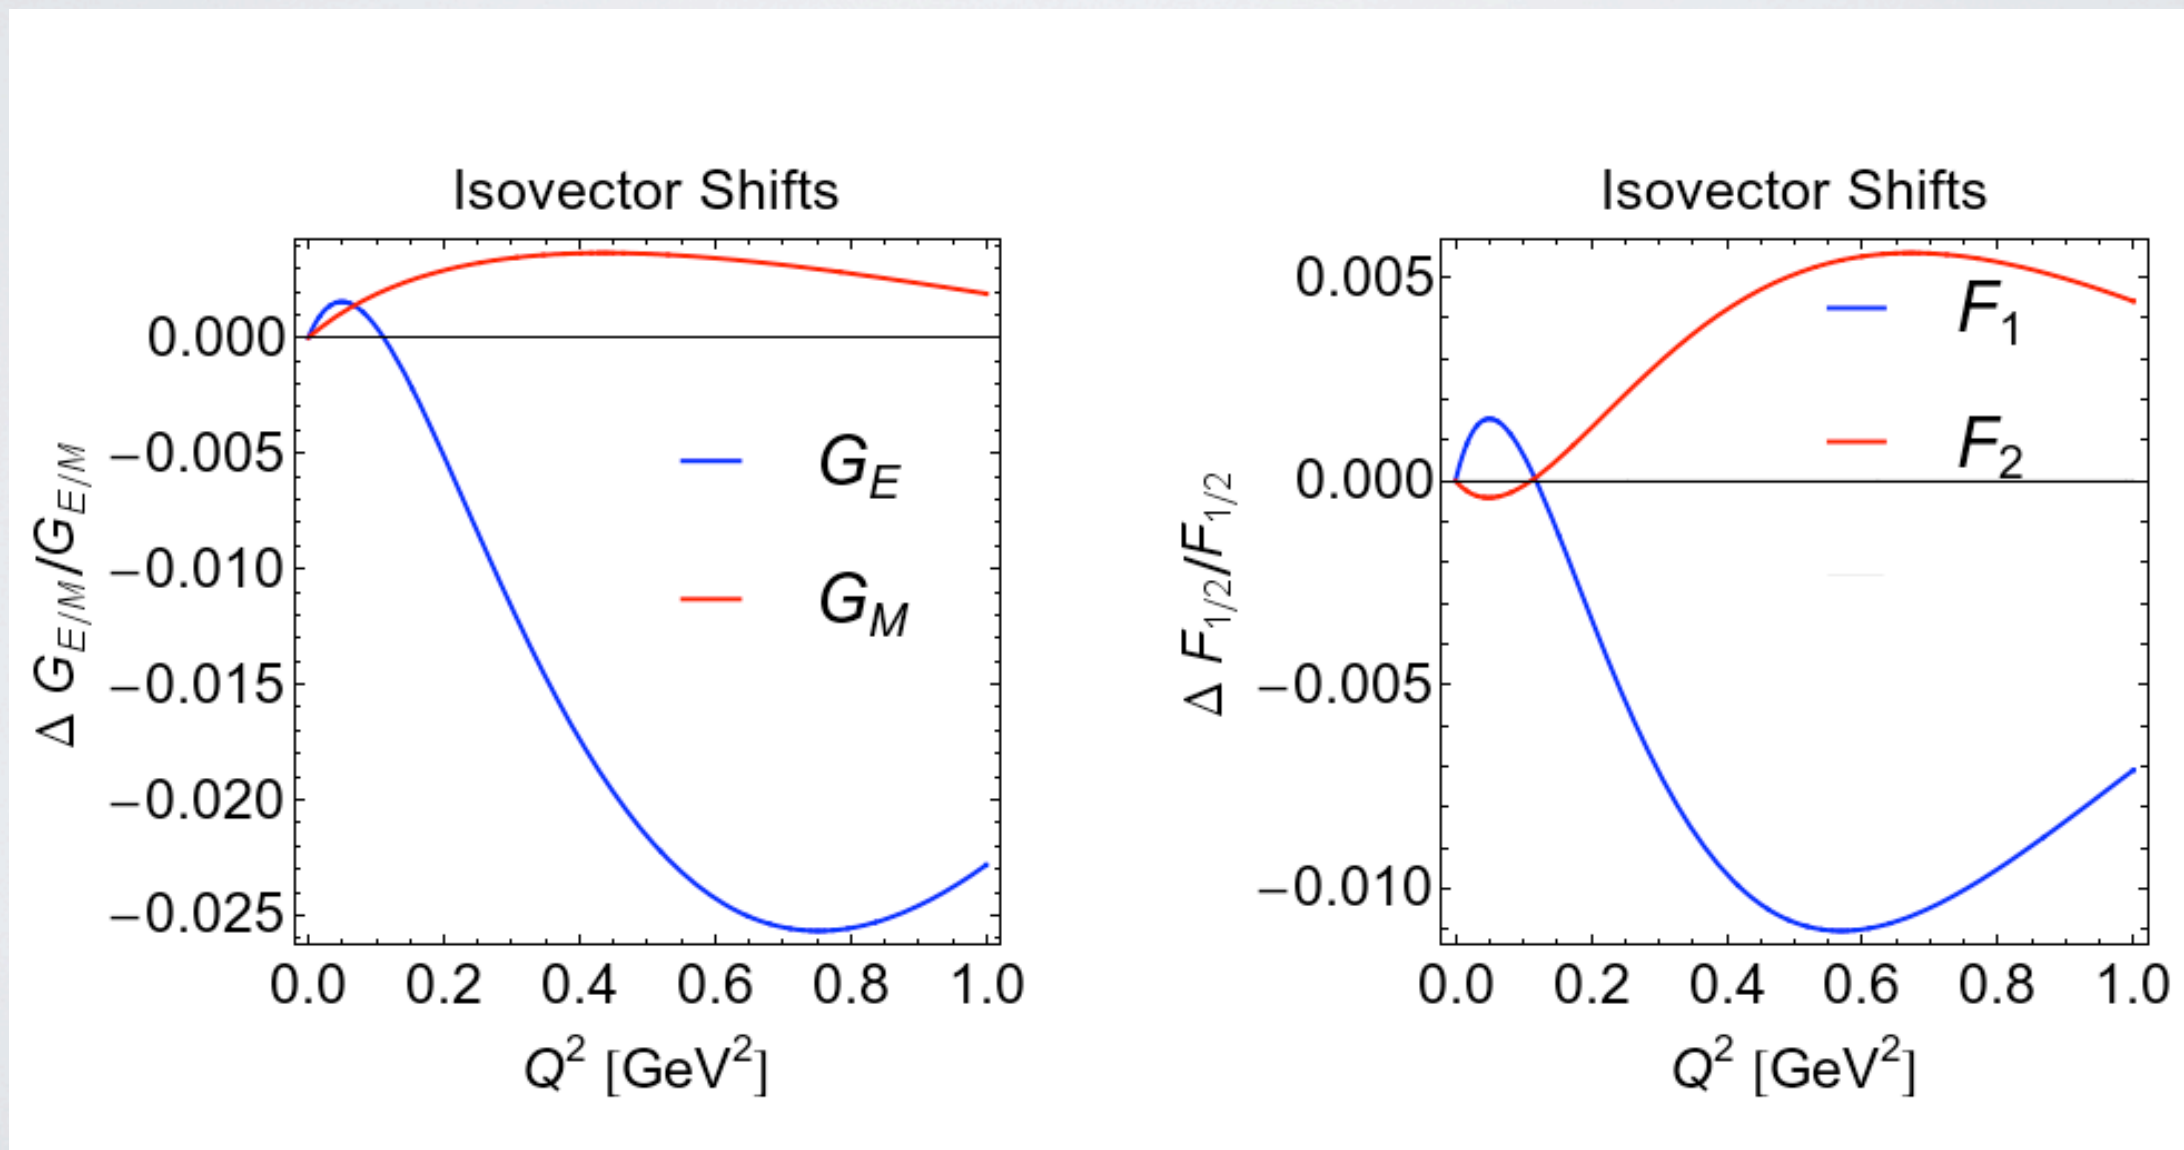 Isovector Shifts
0.000
−0.005
−0.010
−0.015
−0.020
−0.025
Δ G_{E/M}/G_{E/M}
G_E
G_M
0.0 0.2 0.4 0.6 0.8 1.0
Q² [GeV²]
Isovector Shifts
0.005
0.000
−0.005
−0.010
Δ F_{1/2}/F_{1/2}
F₁
F₂
0.0 0.2 0.4 0.6 0.8 1.0
Q² [GeV²]